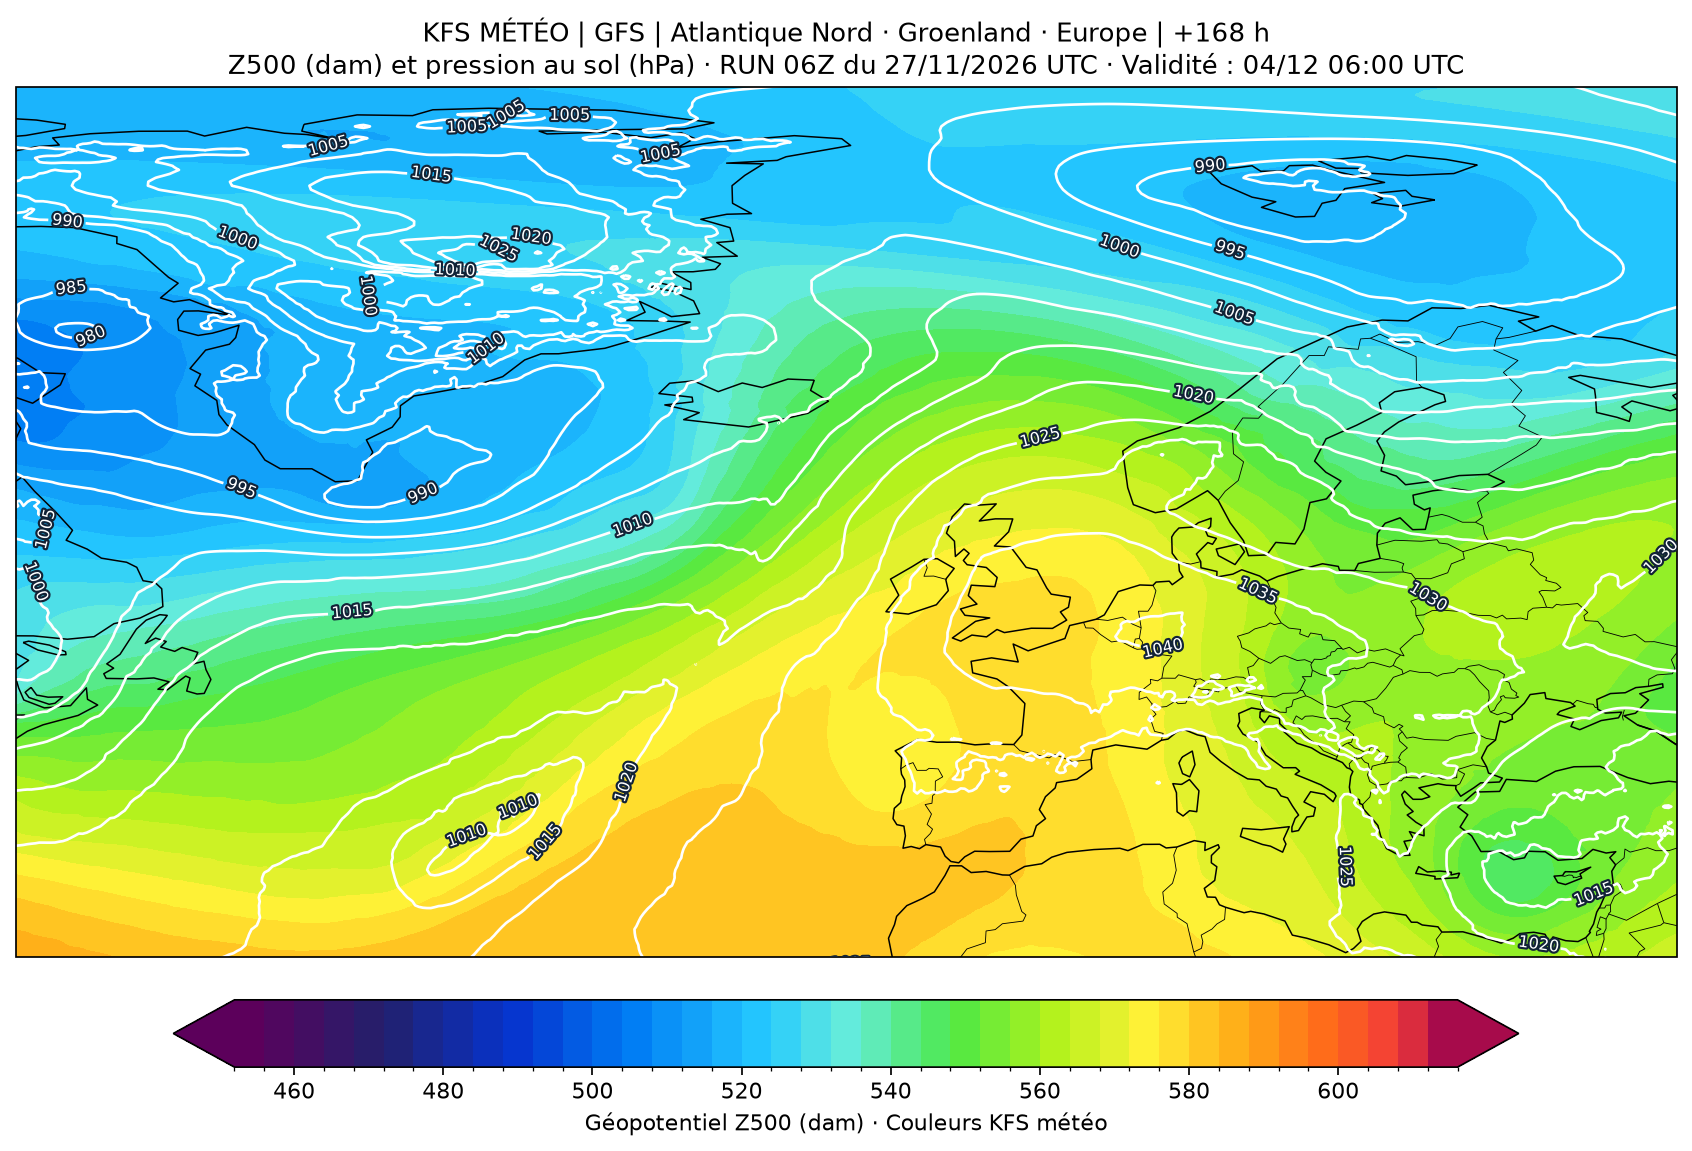 KFS MÉTÉO | GFS | Atlantique Nord · Groenland · Europe | +168 h
Z500 (dam) et pression au sol (hPa) · RUN 06Z du 27/11/2026 UTC · Validité : 04/12 06:00 UTC
1005 1005 1005
1005 1005
1015 990
990 1000 1020 1025 1000 995
1010
985 1000 1005
980 1010
1020
1025
995 990
1005 1010
1000 1030
1015 1035 1030
1040
1020
1010
1010 1015
1025
1015
1020
460 480 500 520 540 560 580 600
Géopotentiel Z500 (dam) · Couleurs KFS météo